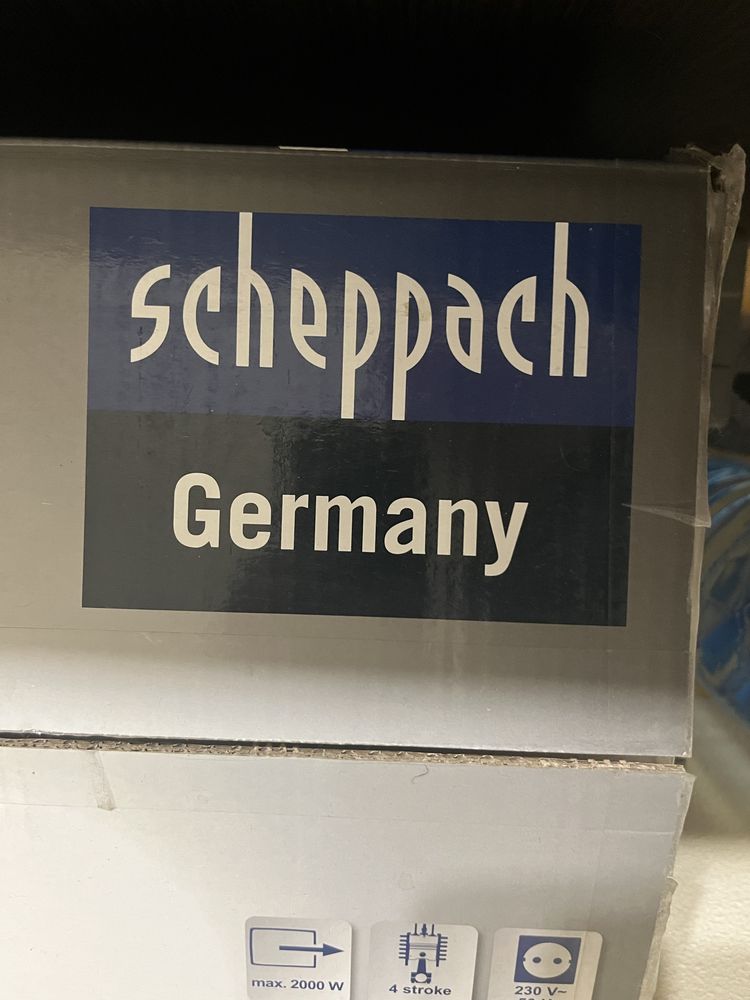 scheppach
Germany
max. 2000 W
4 stroke
230 V~